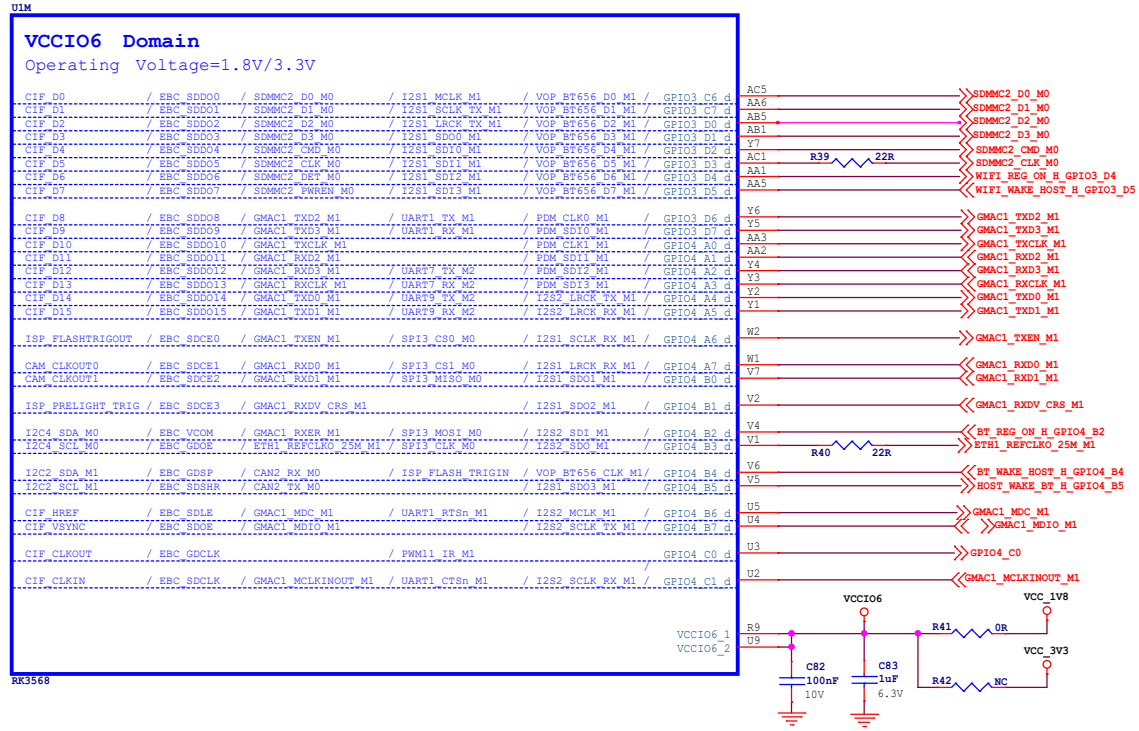 U1M
VCCIO6 Domain
Operating Voltage=1.8V/3.3V
CIF_D0 / EBC_SDDO0 / SDMMC2_D0_M0 / I2S1_MCLK_M1 / VOP_BT656_D0_M1 / GPIO3_C6_d AC5 SDMMC2_D0_M0
CIF_D1 / EBC_SDDO1 / SDMMC2_D1_M0 / I2S1_SCLK_TX_M1 / VOP_BT656_D1_M1 / GPIO3_C7_d AA6 SDMMC2_D1_M0
CIF_D2 / EBC_SDDO2 / SDMMC2_D2_M0 / I2S1_LRCK_TX_M1 / VOP_BT656_D2_M1 / GPIO3_D0_d AB5 SDMMC2_D2_M0
CIF_D3 / EBC_SDDO3 / SDMMC2_D3_M0 / I2S1_SDO0_M1 / VOP_BT656_D3_M1 / GPIO3_D1_d AB1 SDMMC2_D3_M0
CIF_D4 / EBC_SDDO4 / SDMMC2_CMD_M0 / I2S1_SDI0_M1 / VOP_BT656_D4_M1 / GPIO3_D2_d Y7 SDMMC2_CMD_M0
CIF_D5 / EBC_SDDO5 / SDMMC2_CLK_M0 / I2S1_SDI1_M1 / VOP_BT656_D5_M1 / GPIO3_D3_d AC1 R39 22R SDMMC2_CLK_M0
CIF_D6 / EBC_SDDO6 / SDMMC2_DET_M0 / I2S1_SDI2_M1 / VOP_BT656_D6_M1 / GPIO3_D4_d AA1 WIFI_REG_ON_H_GPIO3_D4
CIF_D7 / EBC_SDDO7 / SDMMC2_PWREN_M0 / I2S1_SDI3_M1 / VOP_BT656_D7_M1 / GPIO3_D5_d AA5 WIFI_WAKE_HOST_H_GPIO3_D5
CIF_D8 / EBC_SDDO8 / GMAC1_TXD2_M1 / UART1_TX_M1 / PDM_CLK0_M1 / GPIO3_D6_d Y6 GMAC1_TXD2_M1
CIF_D9 / EBC_SDDO9 / GMAC1_TXD3_M1 / UART1_RX_M1 / PDM_SDI0_M1 / GPIO3_D7_d Y5 GMAC1_TXD3_M1
CIF_D10 / EBC_SDDO10 / GMAC1_TXCLK_M1 / PDM_CLK1_M1 / GPIO4_A0_d AA3 GMAC1_TXCLK_M1
CIF_D11 / EBC_SDDO11 / GMAC1_RXD2_M1 / PDM_SDI1_M1 / GPIO4_A1_d AA2 GMAC1_RXD2_M1
CIF_D12 / EBC_SDDO12 / GMAC1_RXD3_M1 / UART7_TX_M2 / PDM_SDI2_M1 / GPIO4_A2_d Y4 GMAC1_RXD3_M1
CIF_D13 / EBC_SDDO13 / GMAC1_RXCLK_M1 / UART7_RX_M2 / PDM_SDI3_M1 / GPIO4_A3_d Y3 GMAC1_RXCLK_M1
CIF_D14 / EBC_SDDO14 / GMAC1_TXD0_M1 / UART9_TX_M2 / I2S2_LRCK_TX_M1 / GPIO4_A4_d Y2 GMAC1_TXD0_M1
CIF_D15 / EBC_SDDO15 / GMAC1_TXD1_M1 / UART9_RX_M2 / I2S2_LRCK_RX_M1 / GPIO4_A5_d Y1 GMAC1_TXD1_M1
ISP_FLASHTRIGOUT / EBC_SDCE0 / GMAC1_TXEN_M1 / SPI3_CS0_M0 / I2S1_SCLK_RX_M1 / GPIO4_A6_d W2 GMAC1_TXEN_M1
CAM_CLKOUT0 / EBC_SDCE1 / GMAC1_RXD0_M1 / SPI3_CS1_M0 / I2S1_LRCK_RX_M1 / GPIO4_A7_d W1 GMAC1_RXD0_M1
CAM_CLKOUT1 / EBC_SDCE2 / GMAC1_RXD1_M1 / SPI3_MISO_M0 / I2S1_SDO1_M1 / GPIO4_B0_d V7 GMAC1_RXD1_M1
ISP_PRELIGHT_TRIG / EBC_SDCE3 / GMAC1_RXDV_CRS_M1 / I2S1_SDO2_M1 / GPIO4_B1_d V2 GMAC1_RXDV_CRS_M1
I2C4_SDA_M0 / EBC_VCOM / GMAC1_RXER_M1 / SPI3_MOSI_M0 / I2S2_SDI_M1 / GPIO4_B2_d V4 BT_REG_ON_H_GPIO4_B2
I2C4_SCL_M0 / EBC_GDOE / ETH1_REFCLKO_25M_M1 / SPI3_CLK_M0 / I2S2_SDO_M1 / GPIO4_B3_d V1 R40 22R ETH1_REFCLKO_25M_M1
I2C2_SDA_M1 / EBC_GDSP / CAN2_RX_M0 / ISP_FLASH_TRIGIN / VOP_BT656_CLK_M1/ GPIO4_B4_d V6 BT_WAKE_HOST_H_GPIO4_B4
I2C2_SCL_M1 / EBC_SDSHR / CAN2_TX_M0 / I2S1_SDO3_M1 / GPIO4_B5_d V5 HOST_WAKE_BT_H_GPIO4_B5
CIF_HREF / EBC_SDLE / GMAC1_MDC_M1 / UART1_RTSn_M1 / I2S2_MCLK_M1 / GPIO4_B6_d U5 GMAC1_MDC_M1
CIF_VSYNC / EBC_SDOE / GMAC1_MDIO_M1 / I2S2_SCLK_TX_M1 / GPIO4_B7_d U4 GMAC1_MDIO_M1
CIF_CLKOUT / EBC_GDCLK / PWM11_IR_M1 / GPIO4_C0_d U3 GPIO4_C0
CIF_CLKIN / EBC_SDCLK / GMAC1_MCLKINOUT_M1 / UART1_CTSn_M1 / I2S2_SCLK_RX_M1 / GPIO4_C1_d U2 GMAC1_MCLKINOUT_M1
VCCIO6 VCC_1V8
VCCIO6_1 R9 R41 0R
VCCIO6_2 U9
VCC_3V3
C82 C83
100nF 1uF R42 NC
10V 6.3V
RK3568